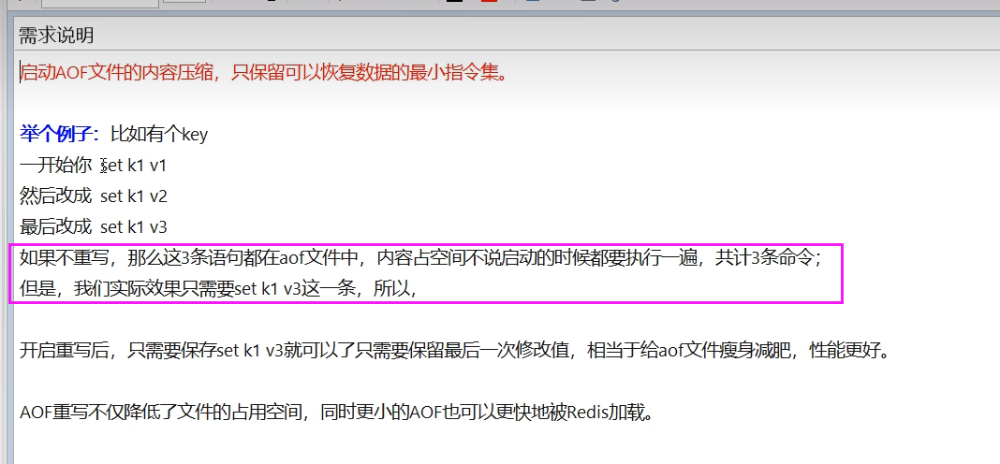 需求说明
启动AOF文件的内容压缩，只保留可以恢复数据的最小指令集。
举个例子：比如有个key
一开始你 set k1 v1
然后改成 set k1 v2
最后改成 set k1 v3
如果不重写，那么这3条语句都在aof文件中，内容占空间不说启动的时候都要执行一遍，共计3条命令；
但是，我们实际效果只需要set k1 v3这一条，所以，
开启重写后，只需要保存set k1 v3就可以了只需要保留最后一次修改值，相当于给aof文件瘦身减肥，性能更好。
AOF重写不仅降低了文件的占用空间，同时更小的AOF也可以更快地被Redis加载。